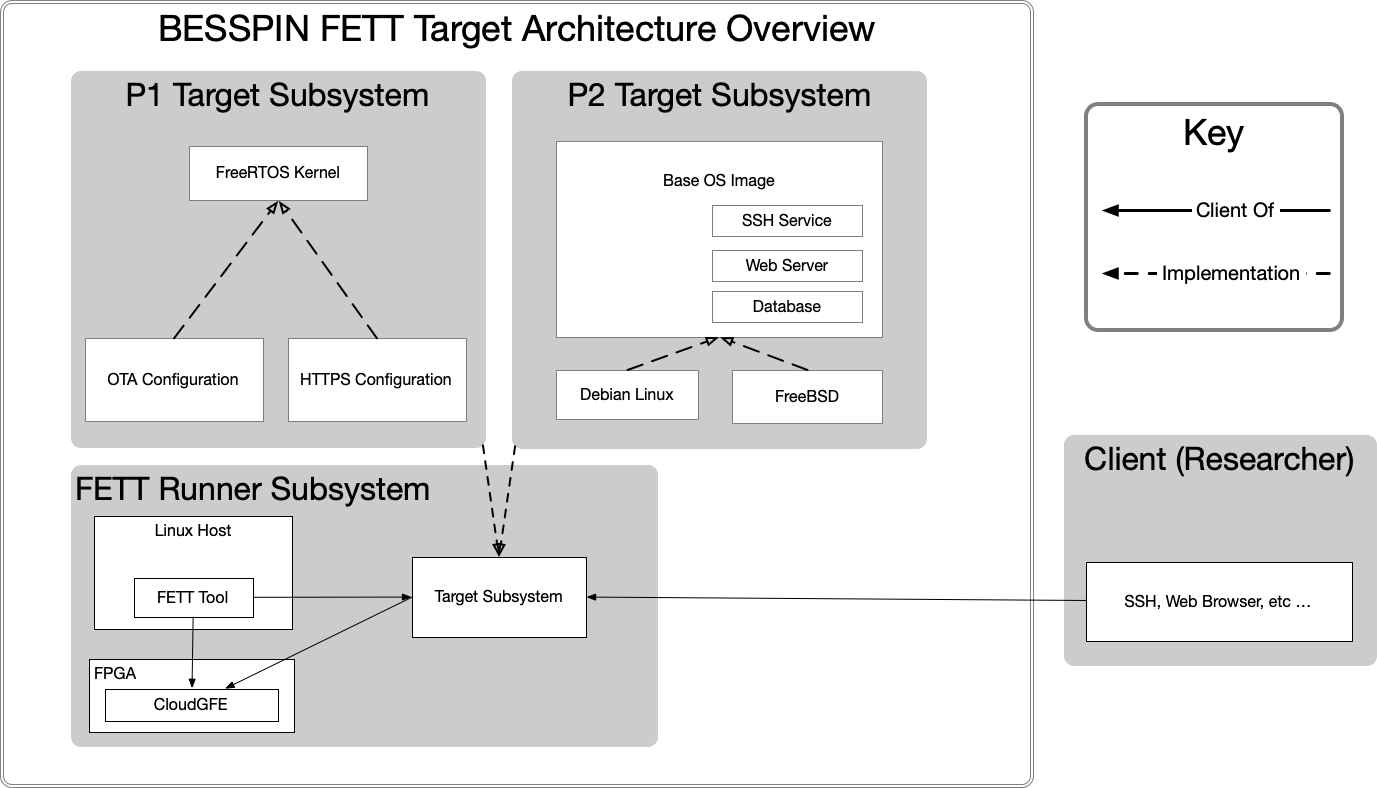 BESSPIN FETT Target Architecture Overview
P1 Target Subsystem
FreeRTOS Kernel
OTA Configuration
HTTPS Configuration
P2 Target Subsystem
Base OS Image
SSH Service
Web Server
Database
Debian Linux
FreeBSD
Key
Client Of
Implementation
FETT Runner Subsystem
Linux Host
FETT Tool
Target Subsystem
FPGA
CloudGFE
Client (Researcher)
SSH, Web Browser, etc ...